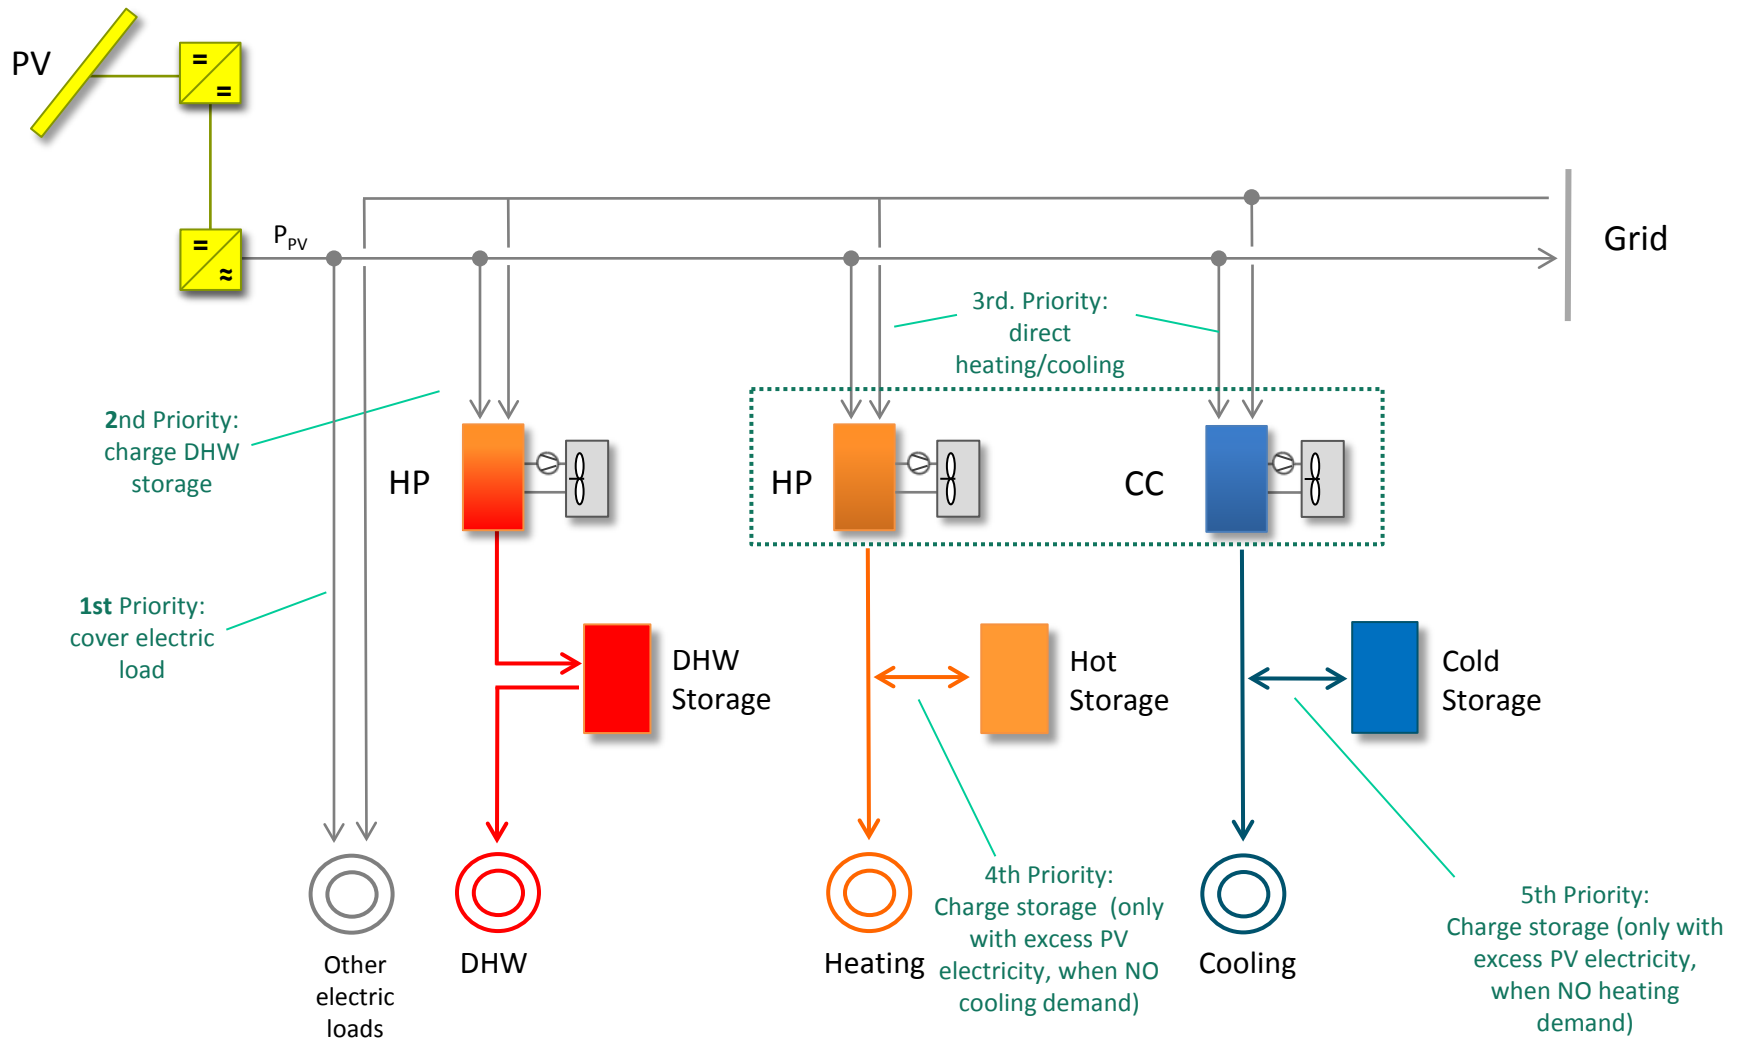 PV
=
=
=
≈
P_PV
Grid
3rd. Priority:
direct
heating/cooling
2nd Priority:
charge DHW
storage
HP
HP
CC
1st Priority:
cover electric
load
DHW
Storage
Hot
Storage
Cold
Storage
4th Priority:
Charge storage (only
with excess PV
electricity, when NO
cooling demand)
5th Priority:
Charge storage (only with
excess PV electricity,
when NO heating
demand)
Other
electric
loads
DHW
Heating
Cooling